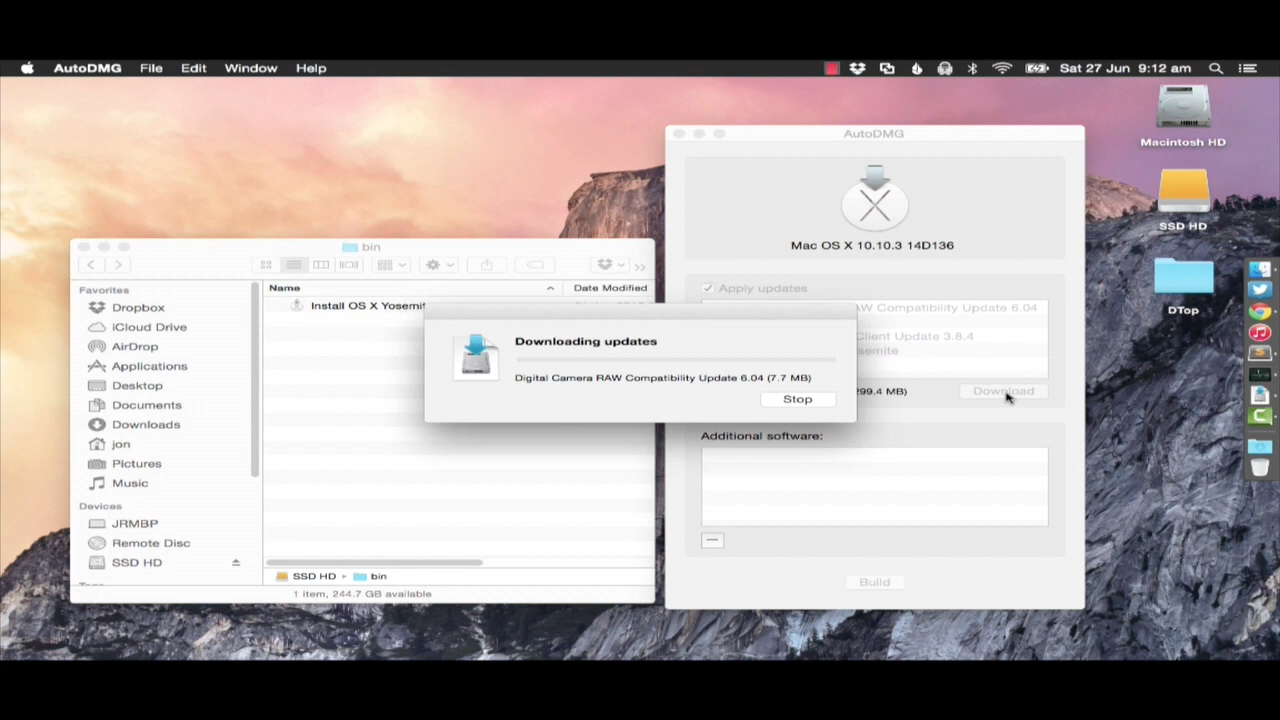 AutoDMG File Edit Window Help
Sat 27 Jun 9:12 am
Macintosh HD
SSD HD
DTop
bin
Name
Date Modified
Favorites
Dropbox
iCloud Drive
AirDrop
Applications
Desktop
Documents
Downloads
jon
Pictures
Music
Devices
JRMBP
Remote Disc
SSD HD
Install OS X Yosemit
SSD HD bin
1 item, 244.7 GB available
AutoDMG
Mac OS X 10.10.3 14D136
Apply updates
RAW Compatibility Update 6.04
Client Update 3.8.4
semite
299.4 MB)
Download
Downloading updates
Digital Camera RAW Compatibility Update 6.04 (7.7 MB)
Stop
Additional software:
Build